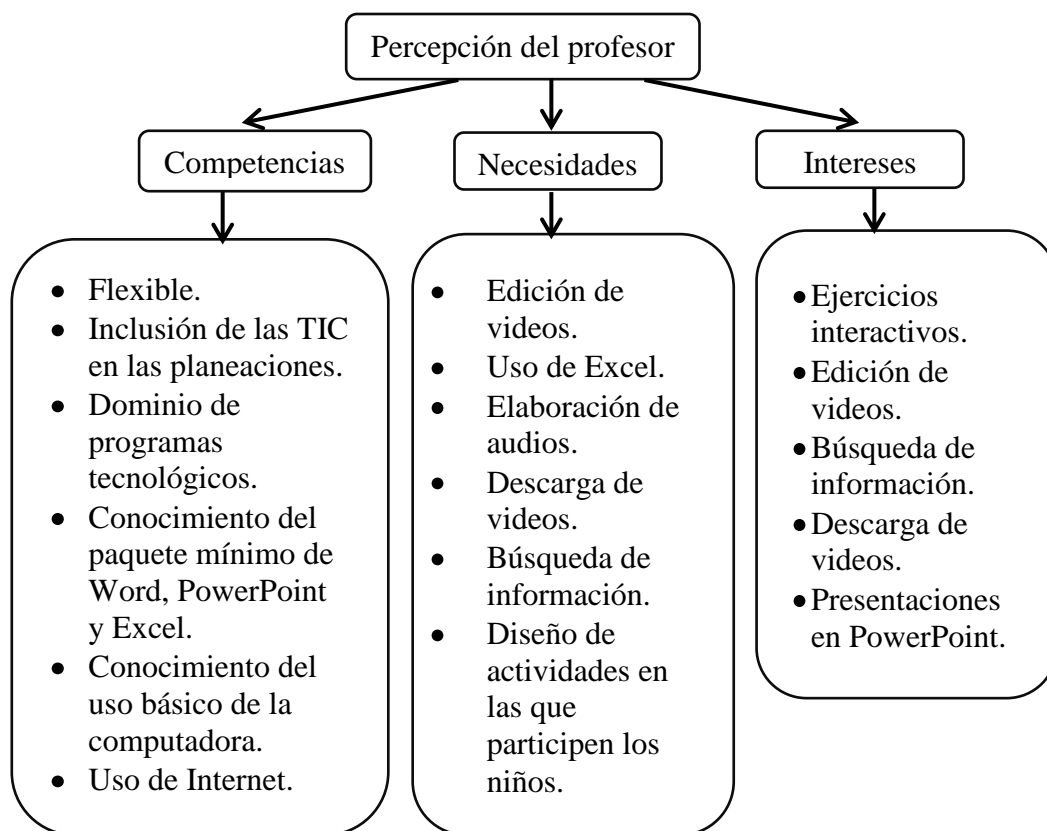 Percepción del profesor
Competencias
Necesidades
Intereses
• Flexible.
• Inclusión de las TIC
en las planeaciones.
• Dominio de
programas
tecnológicos.
• Conocimiento del
paquete mínimo de
Word, PowerPoint
y Excel.
• Conocimiento del
uso básico de la
computadora.
• Uso de Internet.
• Edición de
videos.
• Uso de Excel.
• Elaboración de
audios.
• Descarga de
videos.
• Búsqueda de
información.
• Diseño de
actividades en
las que
participen los
niños.
• Ejercicios
interactivos.
• Edición de
videos.
• Búsqueda de
información.
• Descarga de
videos.
• Presentaciones
en PowerPoint.